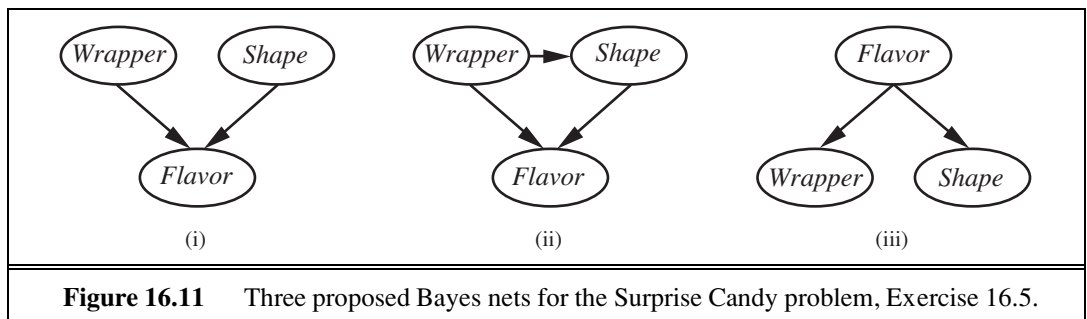 Wrapper Shape Wrapper Shape Flavor
Flavor Flavor Wrapper Shape
(i) (ii) (iii)
Figure 16.11 Three proposed Bayes nets for the Surprise Candy problem, Exercise 16.5.